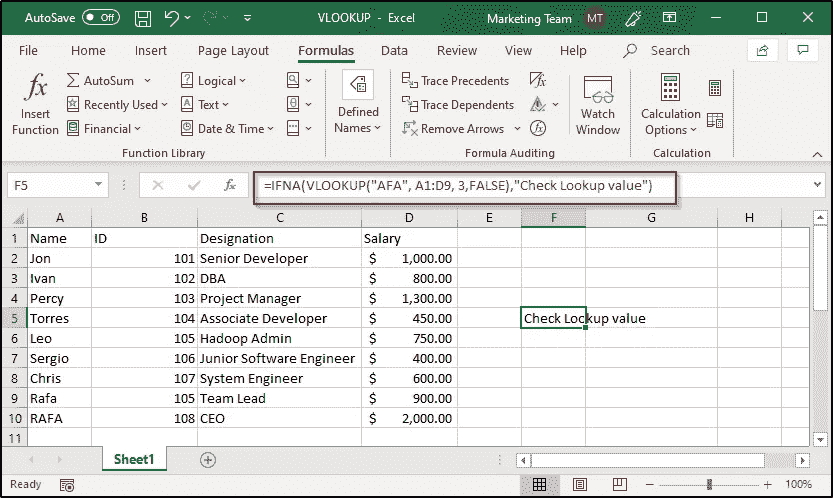 AutoSave Off VLOOKUP - Excel Marketing Team MT
File Home Insert Page Layout Formulas Data Review View Help Search
fx Insert Function
AutoSum
Recently Used
Financial
Logical
Text
Date & Time
Defined Names
Trace Precedents
Trace Dependents
Remove Arrows
Watch Window
Calculation Options
Function Library Formula Auditing Calculation
F5 fx =IFNA(VLOOKUP("AFA", A1:D9, 3,FALSE),"Check Lookup value")
A B C D E F G H
1 Name ID Designation Salary
2 Jon 101 Senior Developer $ 1,000.00
3 Ivan 102 DBA $ 800.00
4 Percy 103 Project Manager $ 1,300.00
5 Torres 104 Associate Developer $ 450.00 Check Lookup value
6 Leo 105 Hadoop Admin $ 750.00
7 Sergio 106 Junior Software Engineer $ 400.00
8 Chris 107 System Engineer $ 600.00
9 Rafa 105 Team Lead $ 900.00
10 RAFA 108 CEO $ 2,000.00
11
Sheet1
Ready 100%